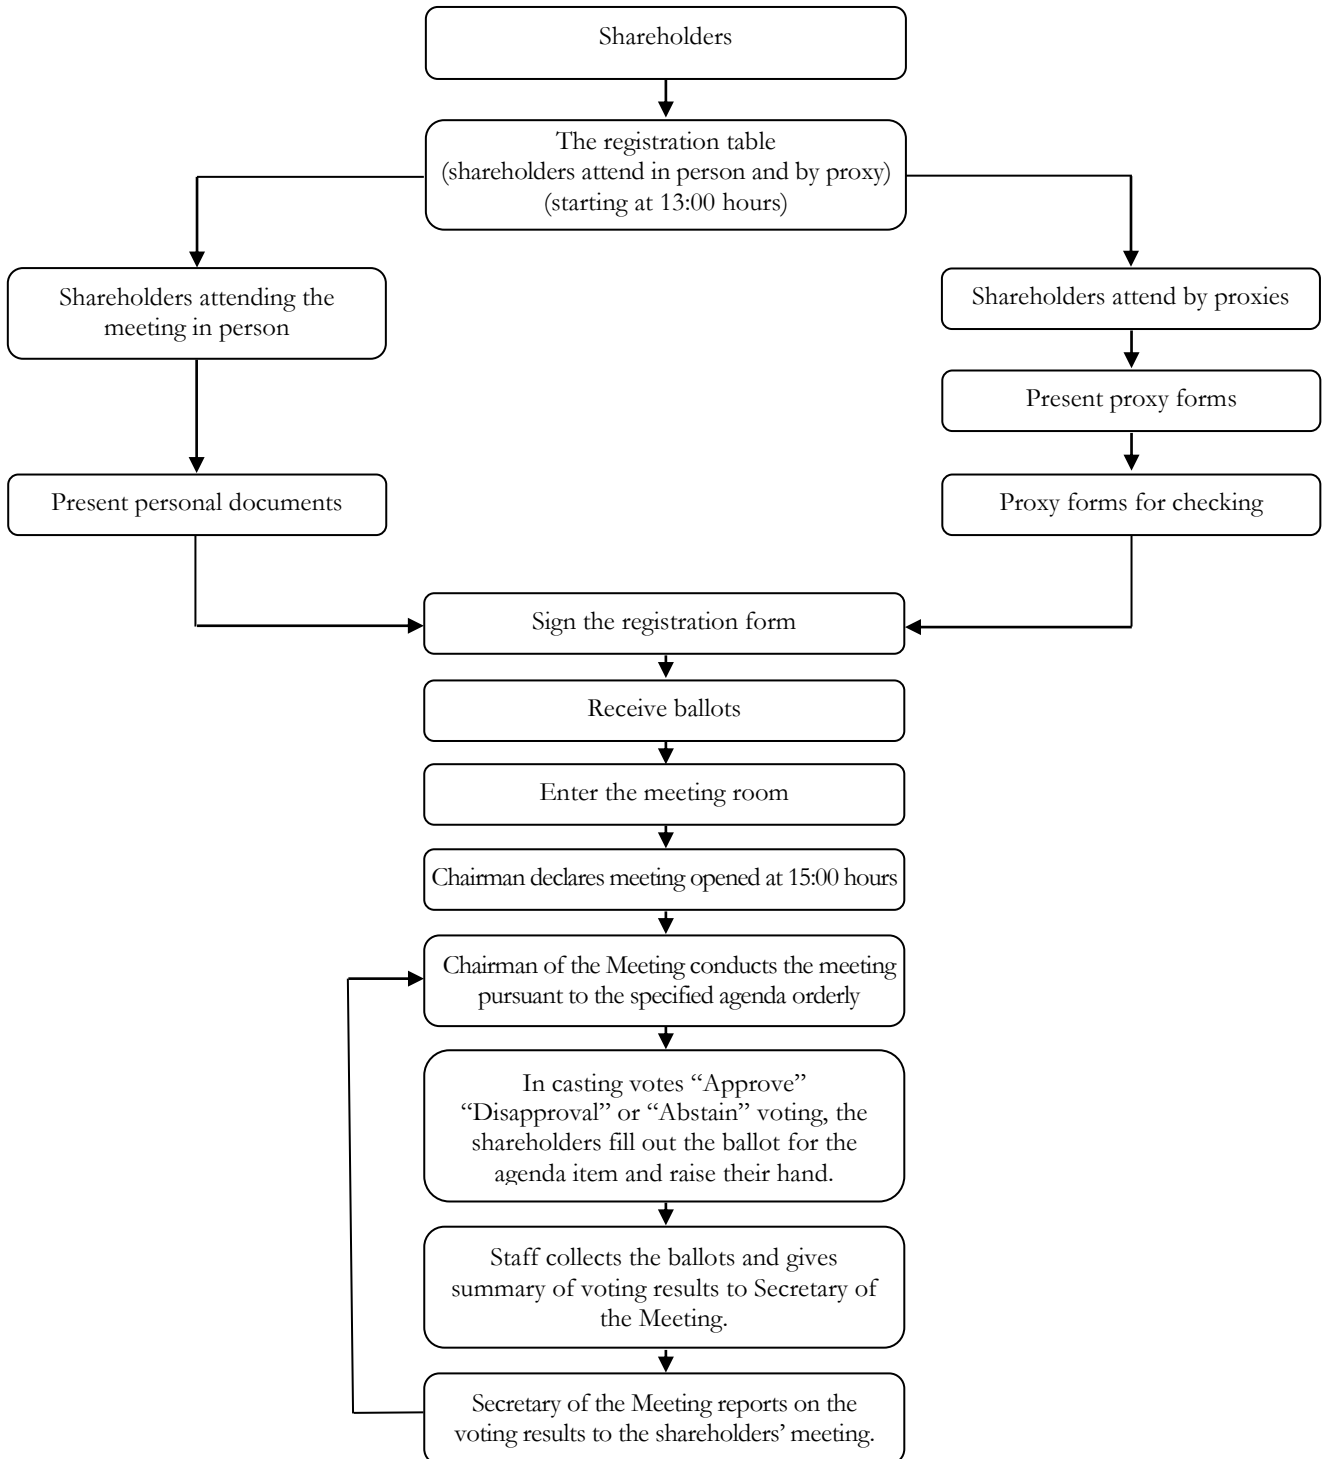 Shareholders
The registration table
(shareholders attend in person and by proxy)
(starting at 13:00 hours)
Shareholders attending the
meeting in person
Present personal documents
Shareholders attend by proxies
Present proxy forms
Proxy forms for checking
Sign the registration form
Receive ballots
Enter the meeting room
Chairman declares meeting opened at 15:00 hours
Chairman of the Meeting conducts the meeting
pursuant to the specified agenda orderly
In casting votes “Approve”
“Disapproval” or “Abstain” voting, the
shareholders fill out the ballot for the
agenda item and raise their hand.
Staff collects the ballots and gives
summary of voting results to Secretary of
the Meeting.
Secretary of the Meeting reports on the
voting results to the shareholders’ meeting.